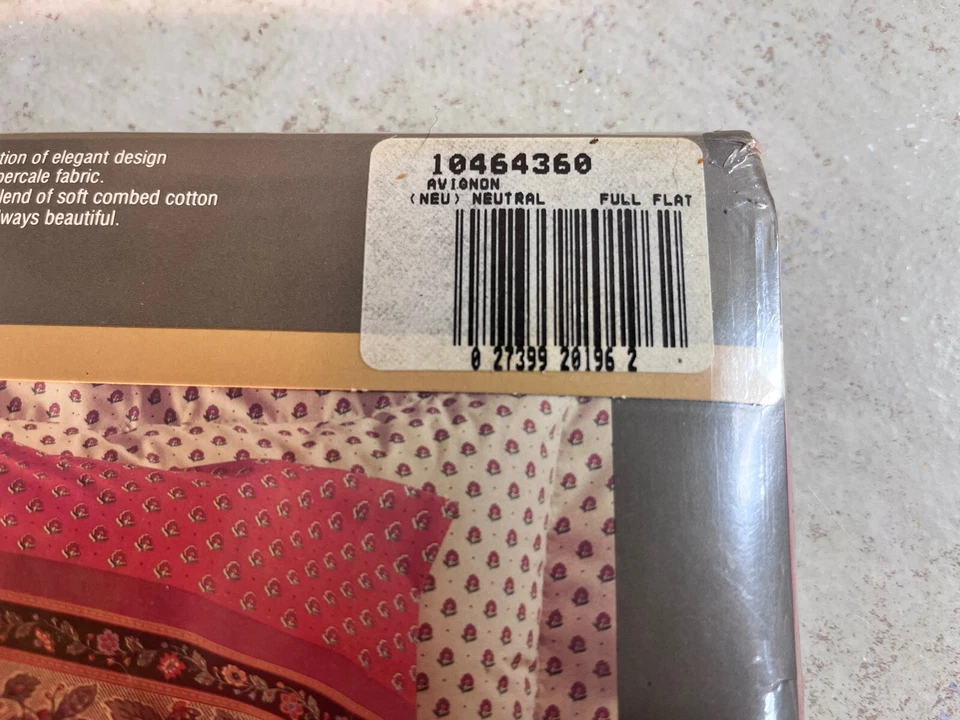 tion of elegant design
percale fabric.
lend of soft combed cotton
lways beautiful.
10464360
AVIGNON
(NEU) NEUTRAL FULL FLAT
0 27399 20196 2